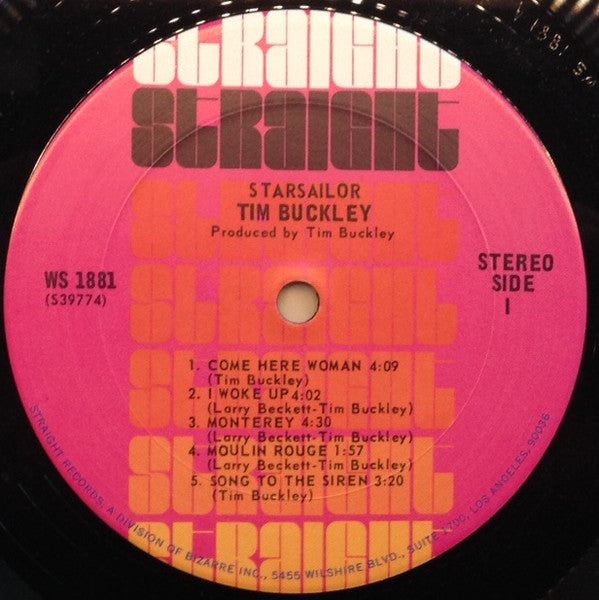 STRAIGHT
STRAIGHT
STARSAILOR
TIM BUCKLEY
Produced by Tim Buckley
STRAIGHT
STRAIGHT
WS 1881
(S39774)
STEREO
SIDE
1
STRAIGHT
1. COME HERE WOMAN 4:09
(Tim Buckley)
2. I WOKE UP 4:02
(Larry Beckett-Tim Buckley)
3. MONTEREY 4:30
(Larry Beckett-Tim Buckley)
4. MOULIN ROUGE 1:57
(Larry Beckett-Tim Buckley)
5. SONG TO THE SIREN 3:20
(Tim Buckley)
STRAIGHT
STRAIGHT
STRAIGHT
STRAIGHT RECORDS, A DIVISION OF BIZARRE INC., 5455 WILSHIRE BLVD., SUITE 1700, LOS ANGELES, 90036